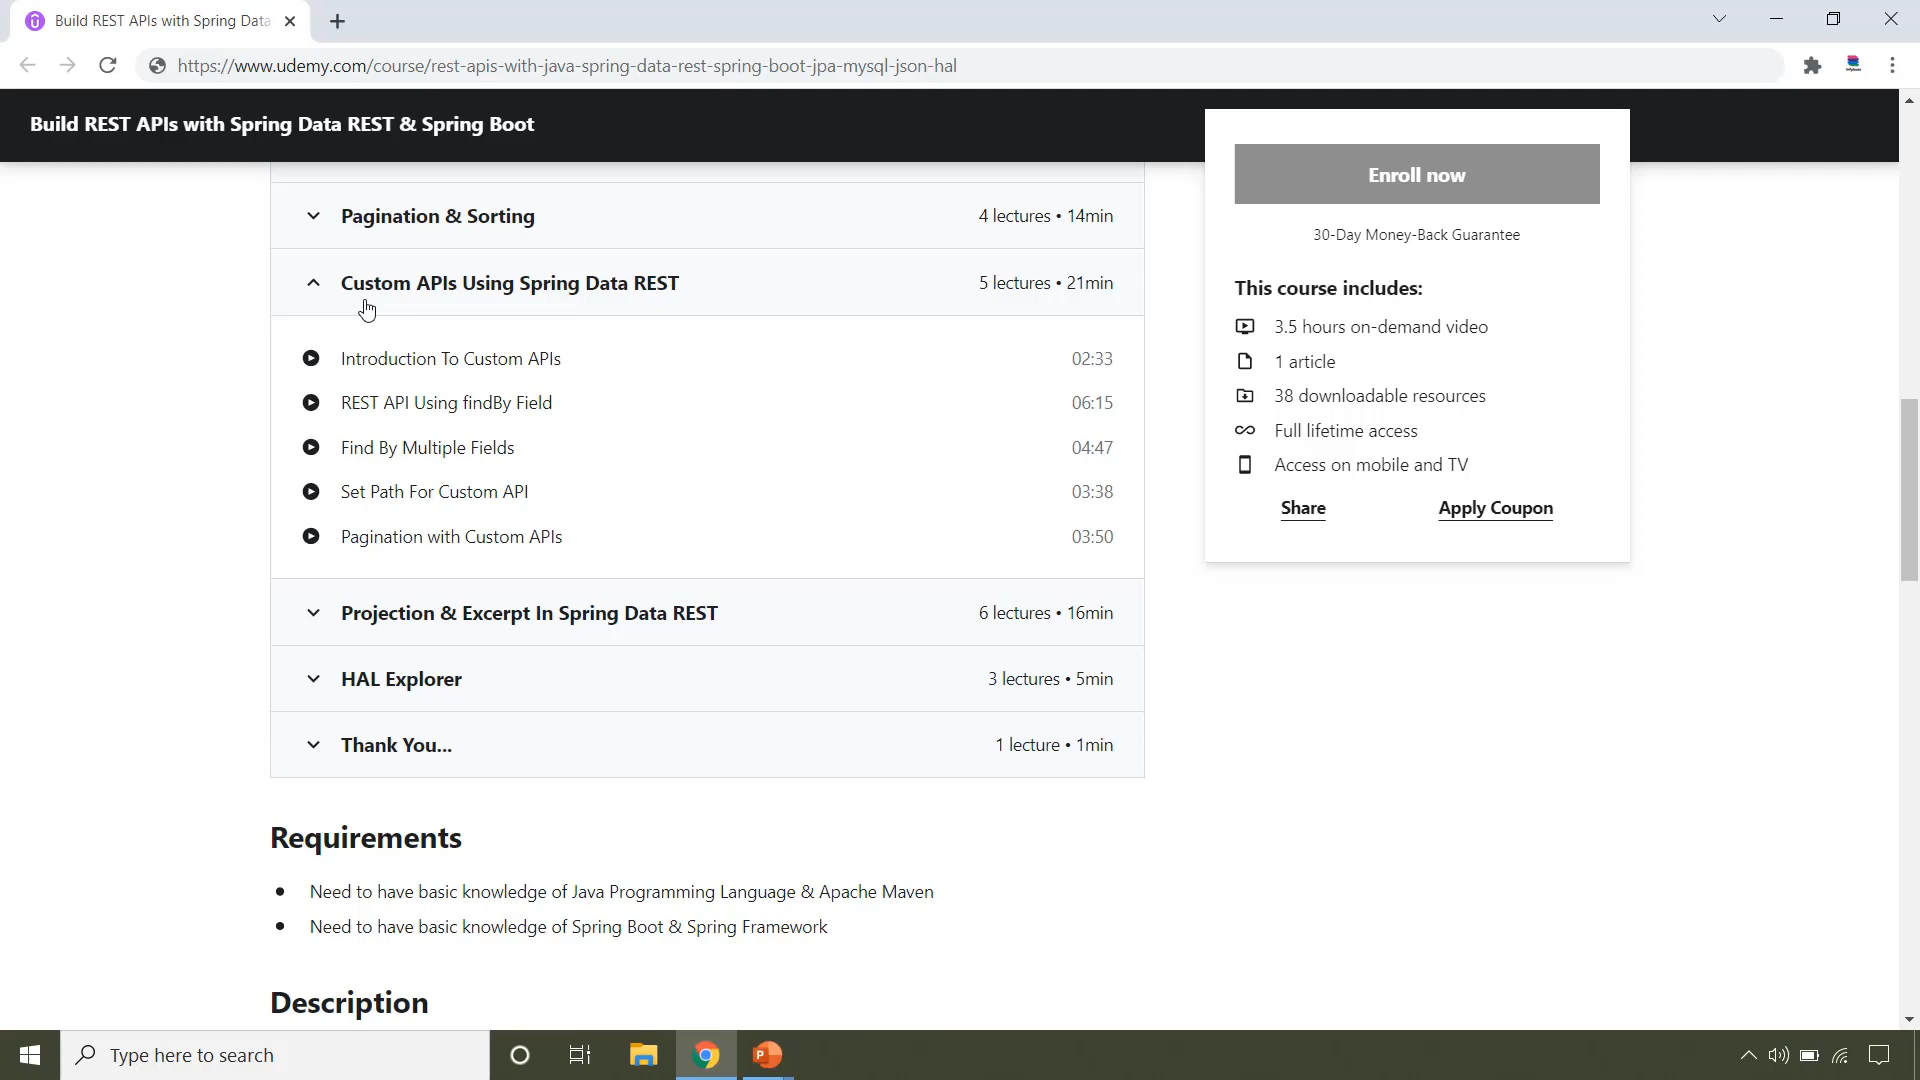 Build REST APIs with Spring Data
https://www.udemy.com/course/rest-apis-with-java-spring-data-rest-spring-boot-jpa-mysql-json-hal
Build REST APIs with Spring Data REST & Spring Boot
Enroll now
30-Day Money-Back Guarantee
This course includes:
3.5 hours on-demand video
1 article
38 downloadable resources
Full lifetime access
Access on mobile and TV
Share Apply Coupon
Pagination & Sorting 4 lectures • 14min
Custom APIs Using Spring Data REST 5 lectures • 21min
Introduction To Custom APIs 02:33
REST API Using findBy Field 06:15
Find By Multiple Fields 04:47
Set Path For Custom API 03:38
Pagination with Custom APIs 03:50
Projection & Excerpt In Spring Data REST 6 lectures • 16min
HAL Explorer 3 lectures • 5min
Thank You... 1 lecture • 1min
Requirements
Need to have basic knowledge of Java Programming Language & Apache Maven
Need to have basic knowledge of Spring Boot & Spring Framework
Description
Type here to search